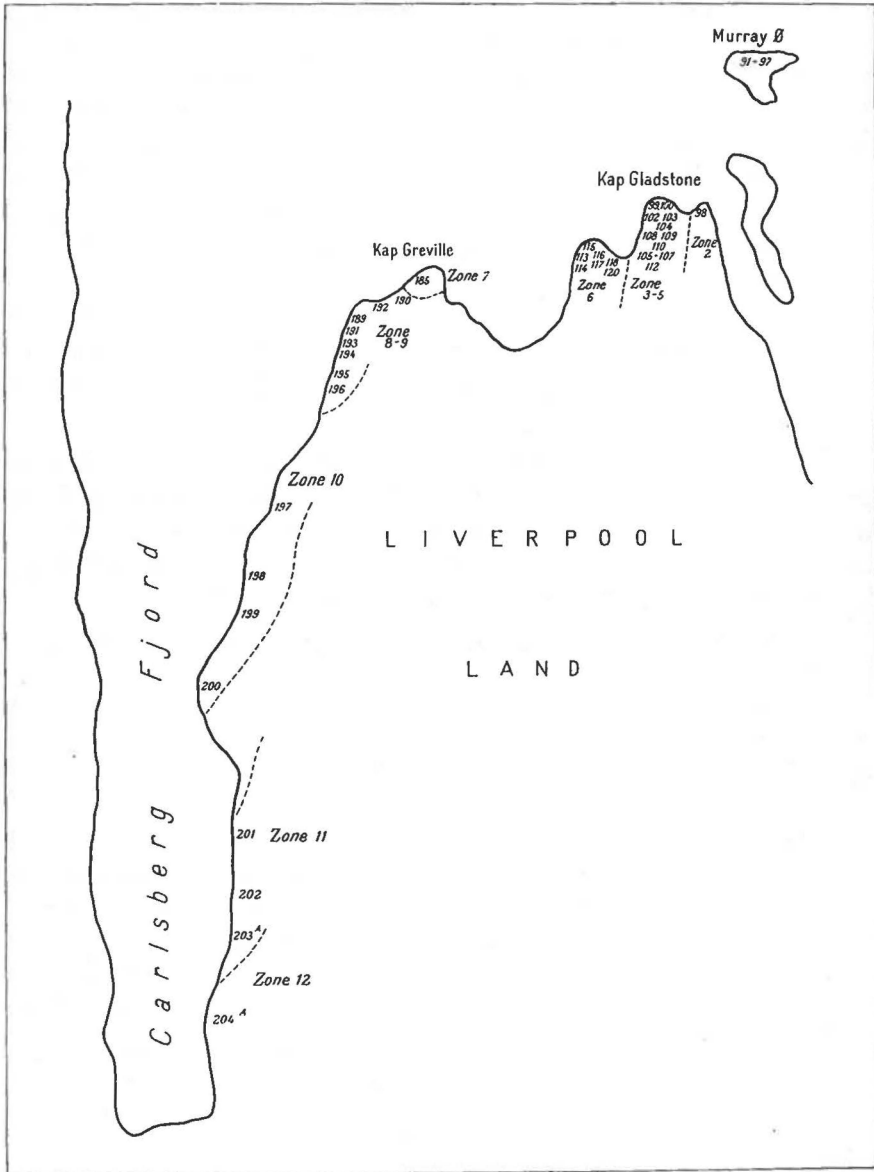 Murray Ø
91-97
Kap Gladstone
99,100
98
102 103
104
108 109
110
105-107
112
Zone
2
Zone
3-5
115
113 116
114 117 118
120
Zone
6
Kap Greville
185
Zone 7
190
192
189
191
193
194
Zone
8-9
195
196
Zone 10
197
198
199
200
LIVERPOOL
LAND
Carlsberg Fjord
201
Zone 11
202
203 A
Zone 12
204 A